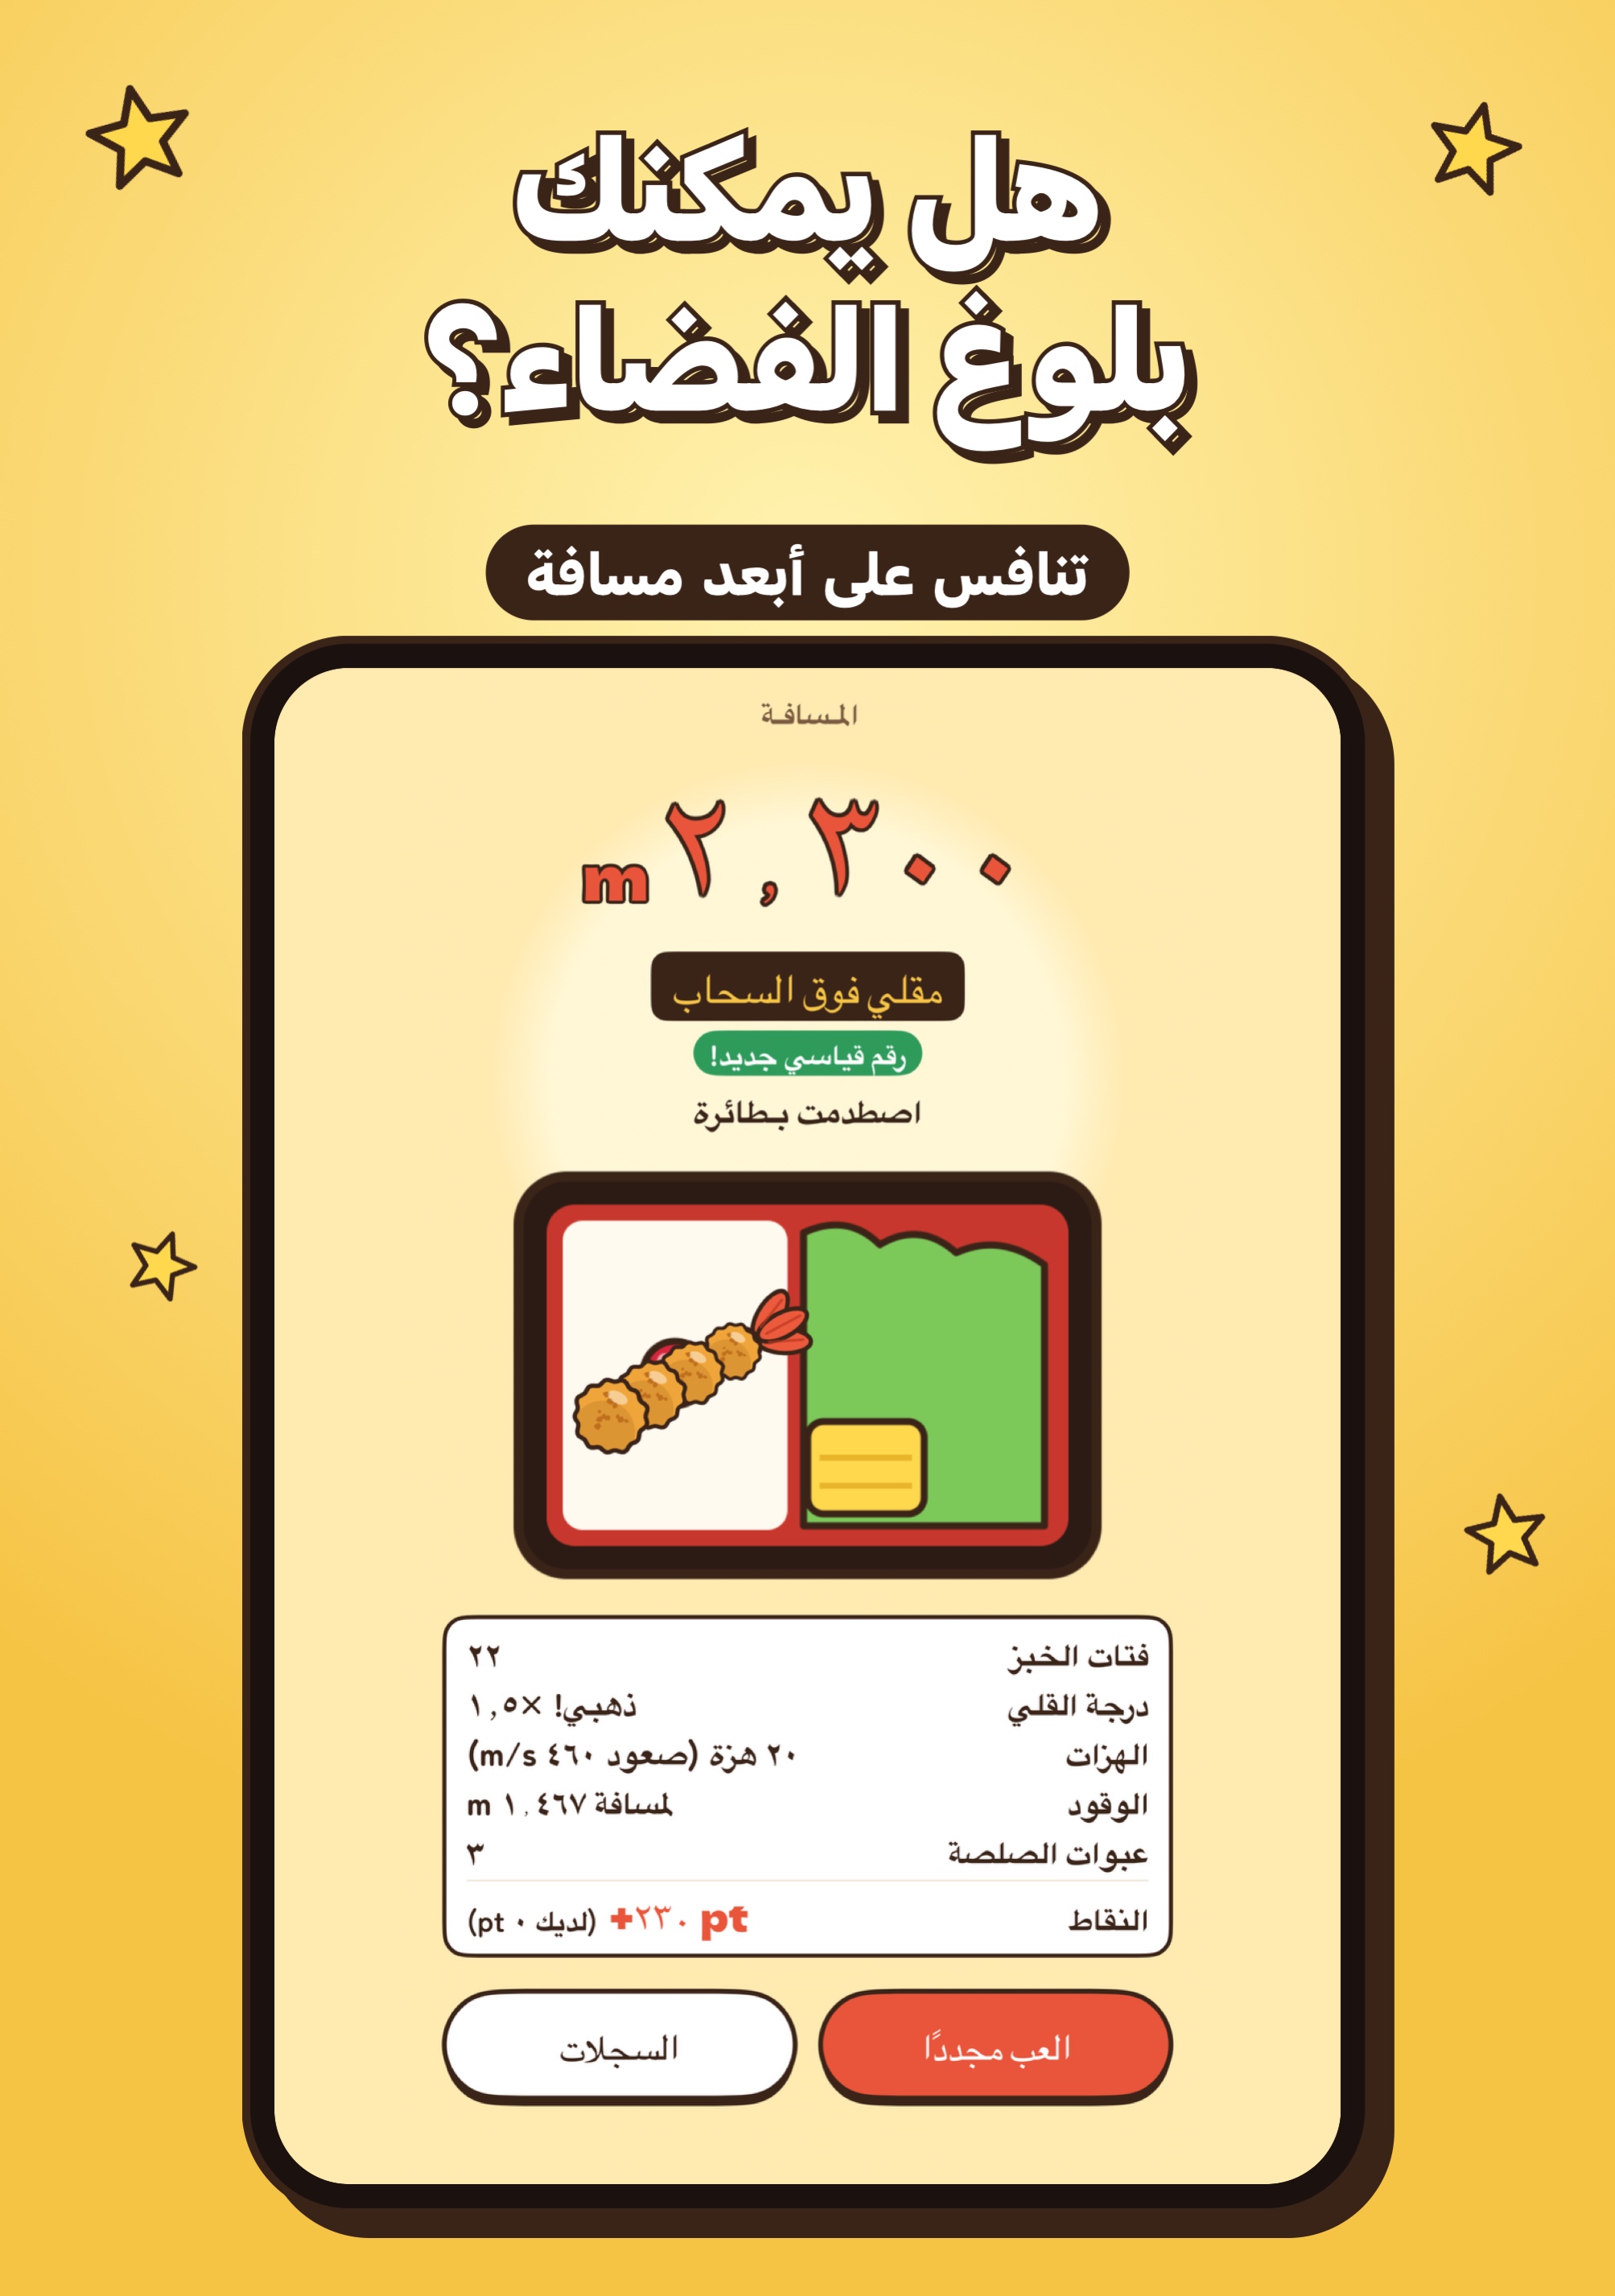 هل يمكنك
بلوغ الفضاء؟
تنافس على أبعد مسافة
المسافة
٢,٣٠٠ m
مقلي فوق السحاب
رقم قياسي جديد!
اصطدمت بطائرة
فتات الخبز ٢٢
درجة القلي ذهبي! ×١,٥
الهزات ٢٠ هزة (صعود ٤٦٠ m/s)
الوقود لمسافة ١,٤٦٧ m
عبوات الصلصة ٣
النقاط +٢٣٠ pt (لديك ٠ pt)
العب مجددًا
السجلات